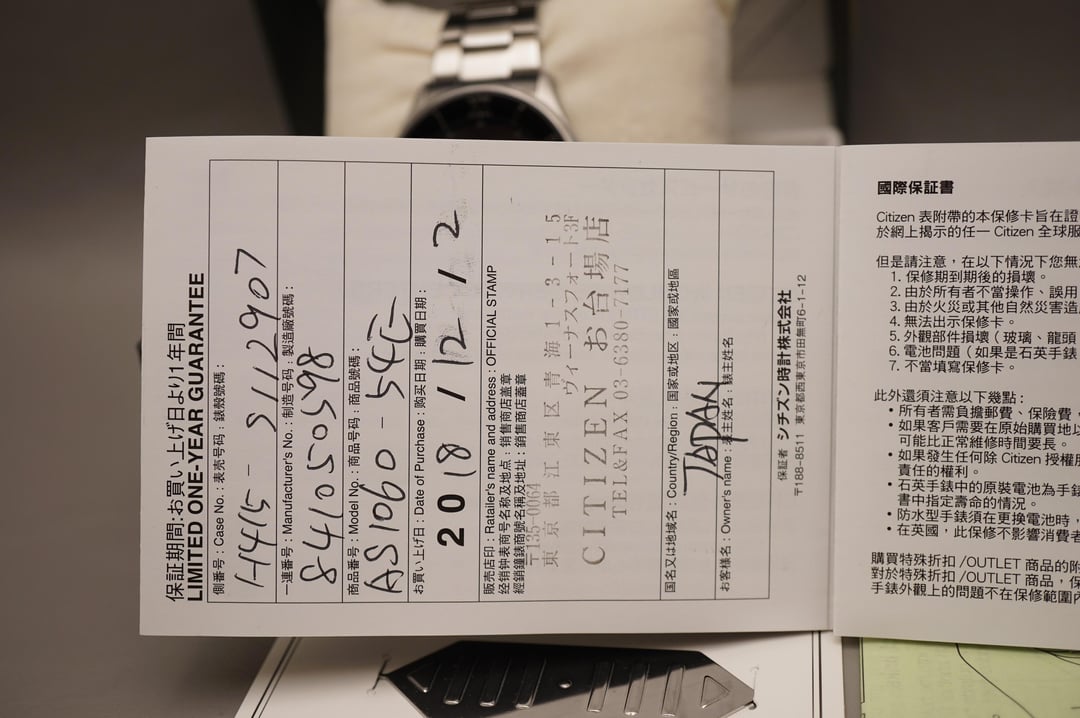 保証期間:お買い上げ日より1年間
LIMITED ONE-YEAR GUARANTEE
側番号 : Case No. : 表壳号码 : 錶殼號碼 :
H415-S112907
一連番号 : Manufacturer's No. : 制造号码 : 製造廠號碼 :
841050598
商品番号 : Model No. : 商品号码 : 商品號碼 :
AS1060-54E
お買い上げ日 : Date of Purchase : 购买日期 : 購買日期 :
2018/12/2
販売店印 : Ratailer's name and address : OFFICIAL STAMP
经销钟表商号名称及地点 : 销售商店盖章
經銷鐘錶商號名稱及地址 : 銷售商店蓋章
〒135-0064
東京都江東区青海1-3-15
ヴィーナスフォート3F
CITIZEN お台場店
TEL&FAX 03-6380-7177
国名又は地域名 : Country/Region : 国家或地区 : 國家或地區
JAPAN
お客様名 : Owner's name : 表主姓名 : 錶主姓名
保証者 シチズン時計株式会社
〒188-8511 東京都西東京市田無町6-1-12
國際保証書
Citizen 表附帶的本保修卡旨在證
於網上揭示的任一 Citizen 全球服
但是請注意，在以下情況下您無
1. 保修期到期後的損壞。
2. 由於所有者不當操作、誤用
3. 由於火災或其他自然災害造
4. 無法出示保修卡。
5. 外觀部件損壞（玻璃、龍頭
6. 電池問題（如果是石英手錶
7. 不當填寫保修卡。
此外還須注意以下幾點 :
• 所有者需負擔郵費、保險費，
• 如果客戶需要在原始購買地以
可能比正常維修時間要長。
• 如果發生任何除 Citizen 授權
責任的權利。
• 石英手錶中的原裝電池為手錶
書中指定壽命的情況。
• 防水型手錶須在更換電池時，
• 在英國，此保修不影響消費者
購買特殊折扣 /OUTLET 商品的附
對於特殊折扣 /OUTLET 商品，保
手錶外觀上的問題不在保修範圍內